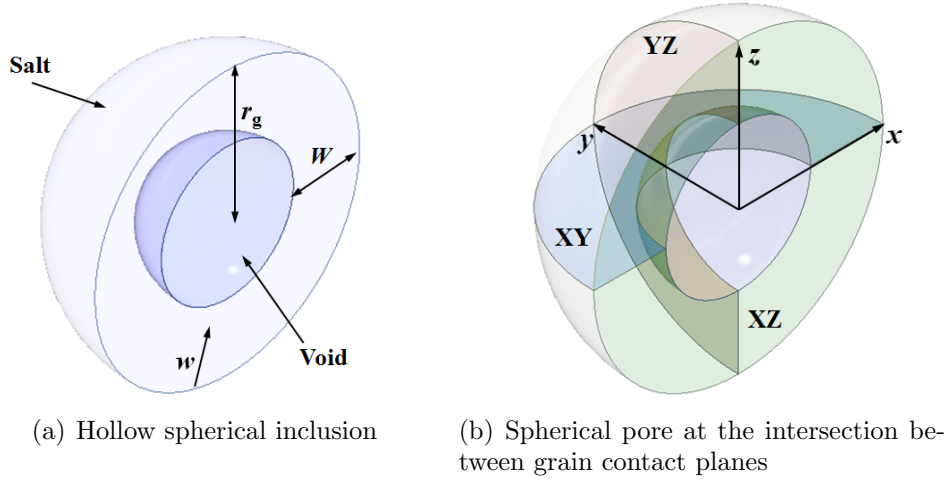 Salt
r_g
W
w
Void
(a) Hollow spherical inclusion
YZ
z
y
x
XY
XZ
(b) Spherical pore at the intersection be-
tween grain contact planes